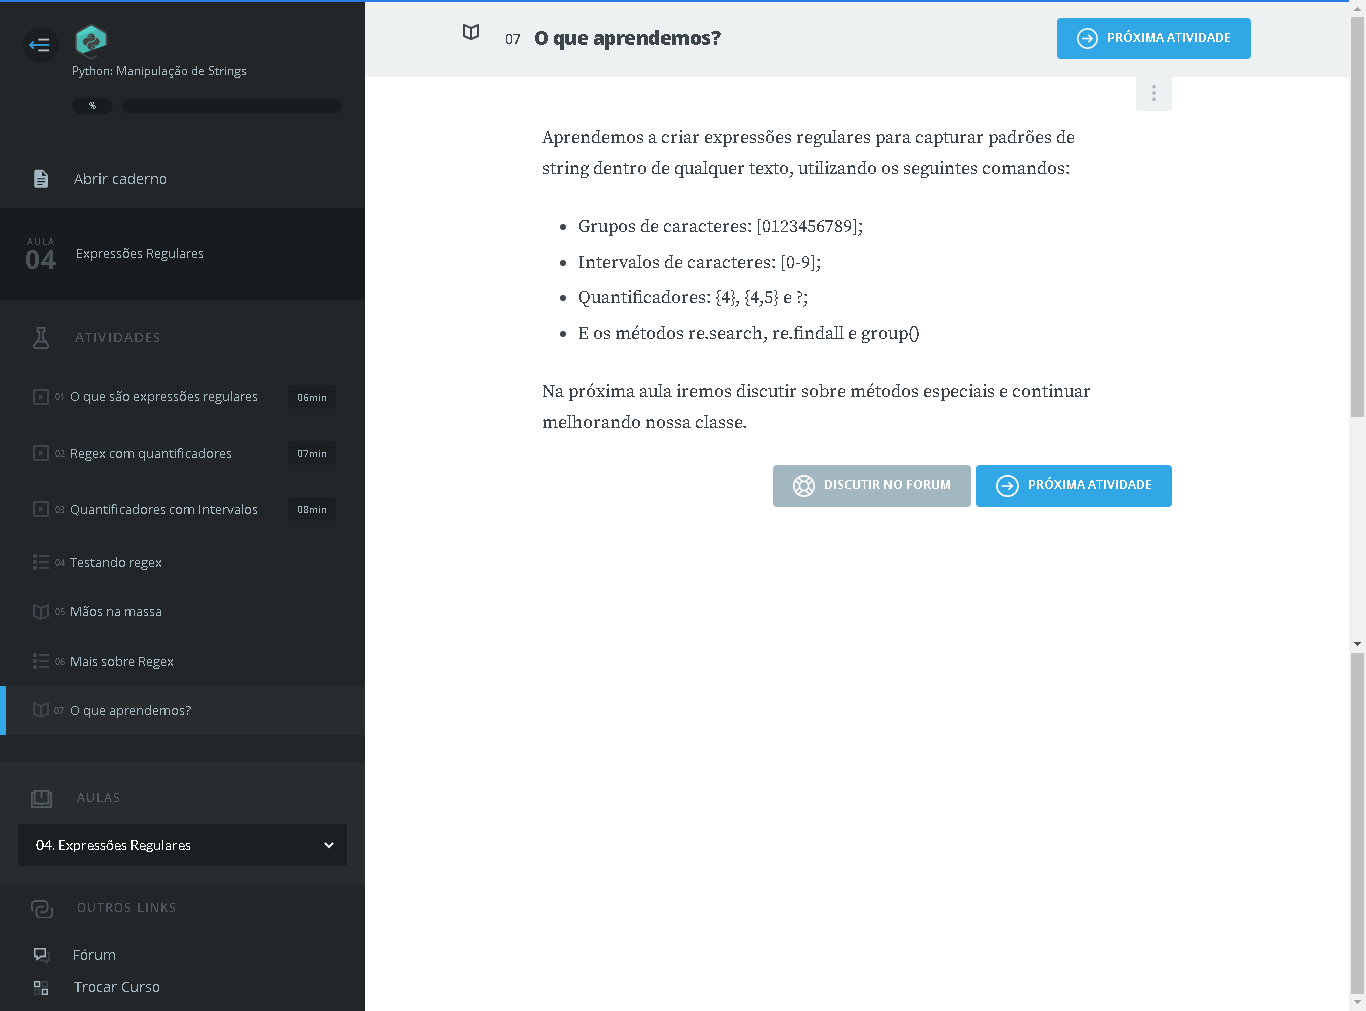 Python: Manipulação de Strings
%
Abrir caderno
AULA
04
Expressões Regulares
ATIVIDADES
01 O que são expressões regulares 06min
02 Regex com quantificadores 07min
03 Quantificadores com Intervalos 08min
04 Testando regex
05 Mãos na massa
06 Mais sobre Regex
07 O que aprendemos?
AULAS
04. Expressões Regulares
OUTROS LINKS
Fórum
Trocar Curso
07 O que aprendemos?
PRÓXIMA ATIVIDADE
Aprendemos a criar expressões regulares para capturar padrões de
string dentro de qualquer texto, utilizando os seguintes comandos:
• Grupos de caracteres: [0123456789];
• Intervalos de caracteres: [0-9];
• Quantificadores: {4}, {4,5} e ?;
• E os métodos re.search, re.findall e group()
Na próxima aula iremos discutir sobre métodos especiais e continuar
melhorando nossa classe.
DISCUTIR NO FORUM
PRÓXIMA ATIVIDADE